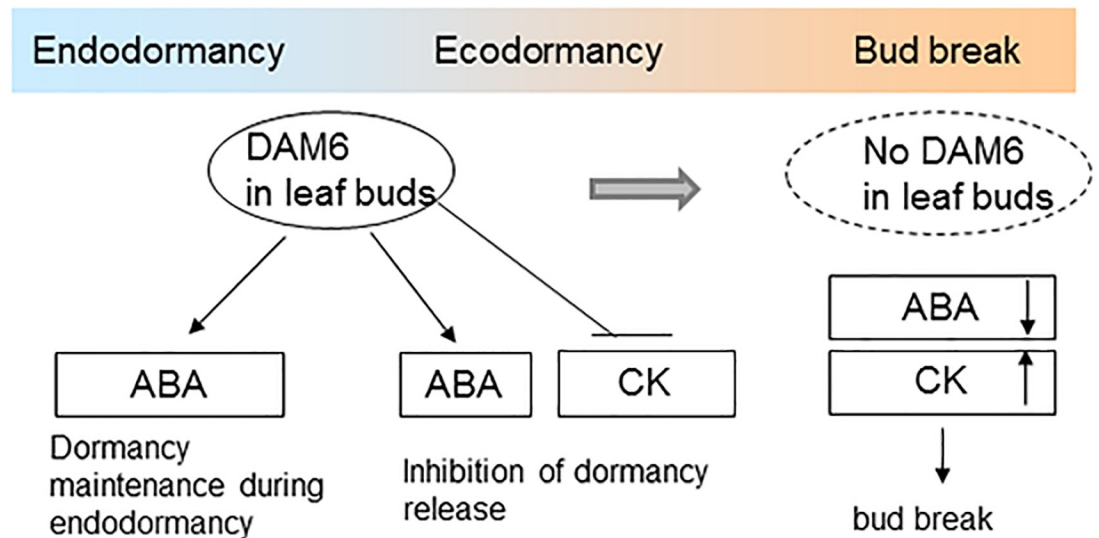 Endodormancy Ecodormancy Bud break
DAM6
in leaf buds
No DAM6
in leaf buds
ABA
ABA
CK
ABA
CK
Dormancy
maintenance during
endodormancy
Inhibition of dormancy
release
bud break